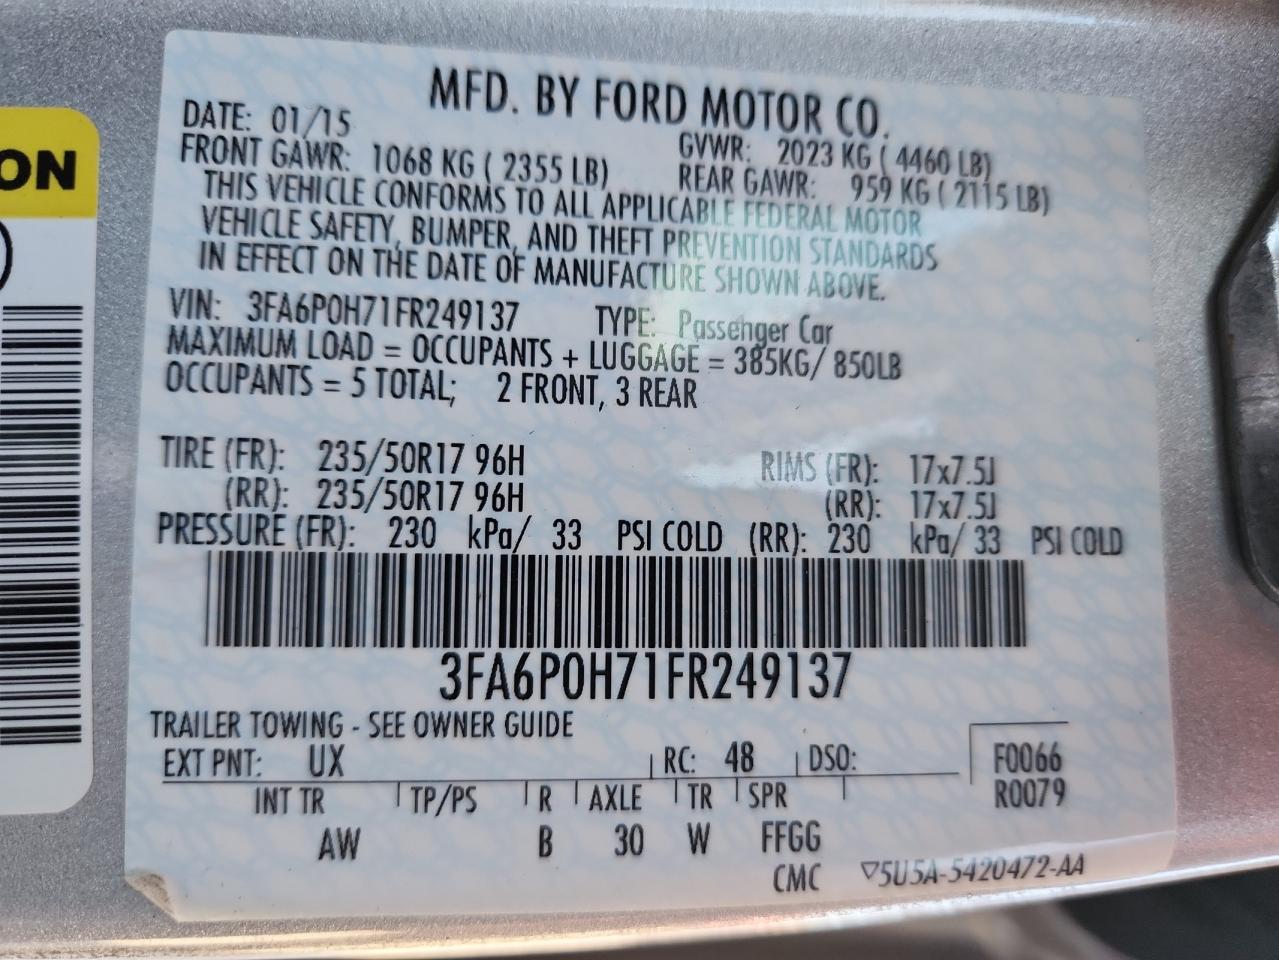 ON
MFD. BY FORD MOTOR CO.
DATE: 01/15 GVWR: 2023 KG ( 4460 LB)
FRONT GAWR: 1068 KG ( 2355 LB) REAR GAWR: 959 KG ( 2115 LB)
THIS VEHICLE CONFORMS TO ALL APPLICABLE FEDERAL MOTOR
VEHICLE SAFETY, BUMPER, AND THEFT PREVENTION STANDARDS
IN EFFECT ON THE DATE OF MANUFACTURE SHOWN ABOVE.
VIN: 3FA6P0H71FR249137 TYPE: Passenger Car
MAXIMUM LOAD = OCCUPANTS + LUGGAGE = 385KG/ 850LB
OCCUPANTS = 5 TOTAL; 2 FRONT, 3 REAR
TIRE (FR): 235/50R17 96H RIMS (FR): 17x7.5J
(RR): 235/50R17 96H (RR): 17x7.5J
PRESSURE (FR): 230 kPa/ 33 PSI COLD (RR): 230 kPa/ 33 PSI COLD
3FA6P0H71FR249137
TRAILER TOWING - SEE OWNER GUIDE
EXT PNT: UX RC: 48 DSO: F0066
INT TR TP/PS R AXLE TR SPR R0079
AW B 30 W FFGG
CMC ▽5U5A-5420472-AA